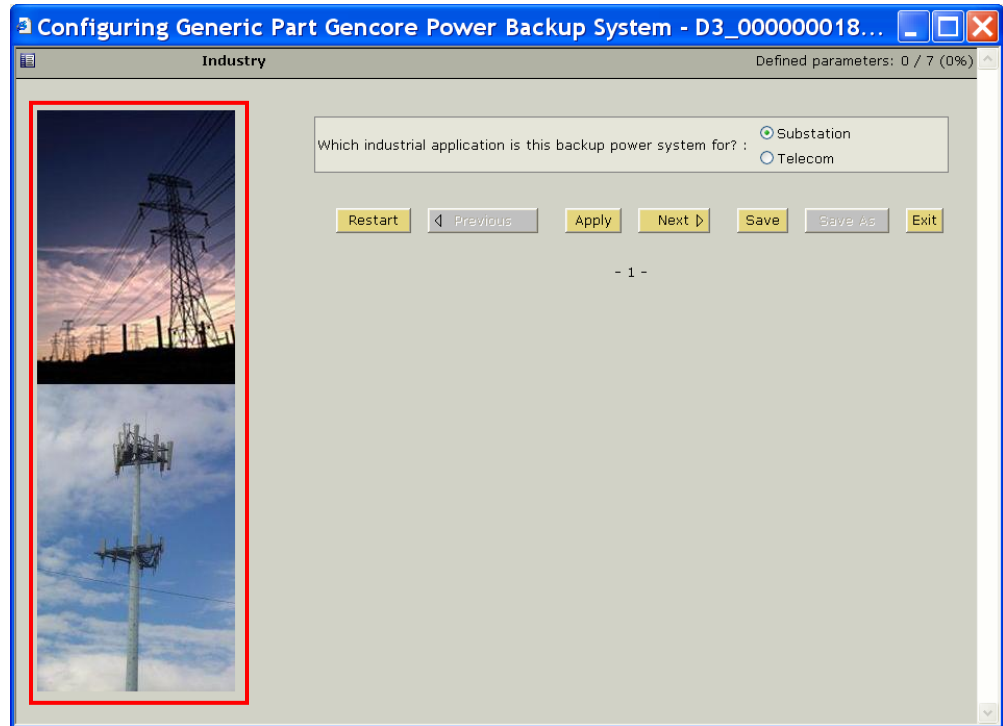 Configuring Generic Part Gencore Power Backup System - D3_000000018...
Industry
Defined parameters: 0 / 7 (0%)
Which industrial application is this backup power system for? :
Substation
Telecom
Restart
Previous
Apply
Next
Save
Save As
Exit
- 1 -